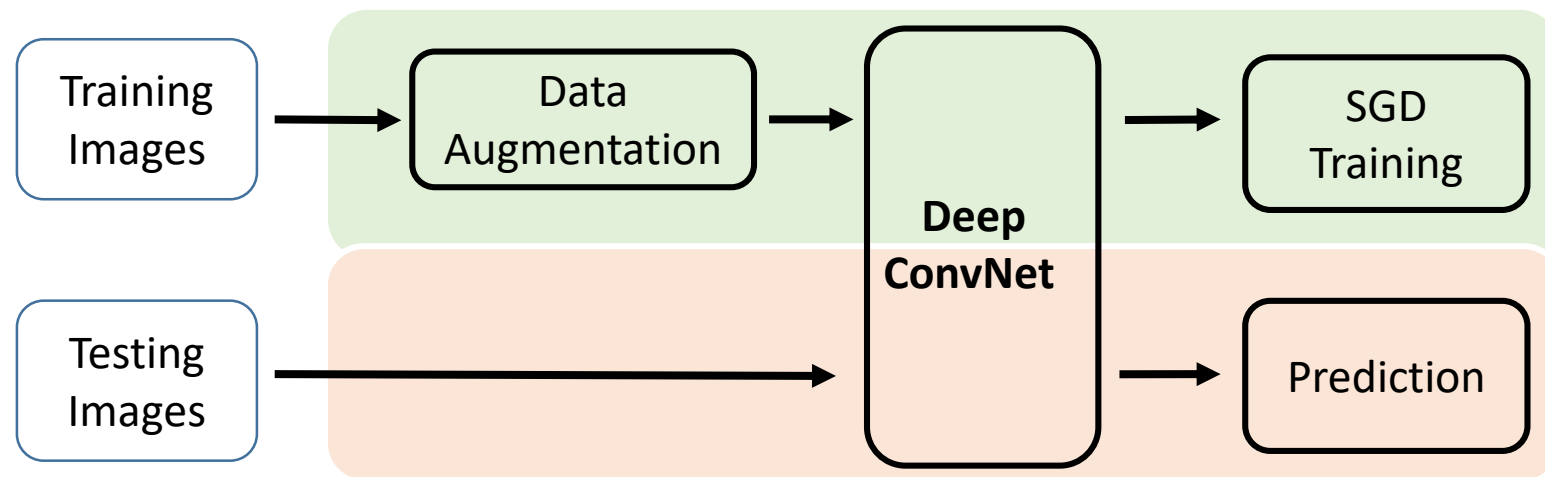 Training
Images
Data
Augmentation
Deep
ConvNet
SGD
Training
Testing
Images
Prediction